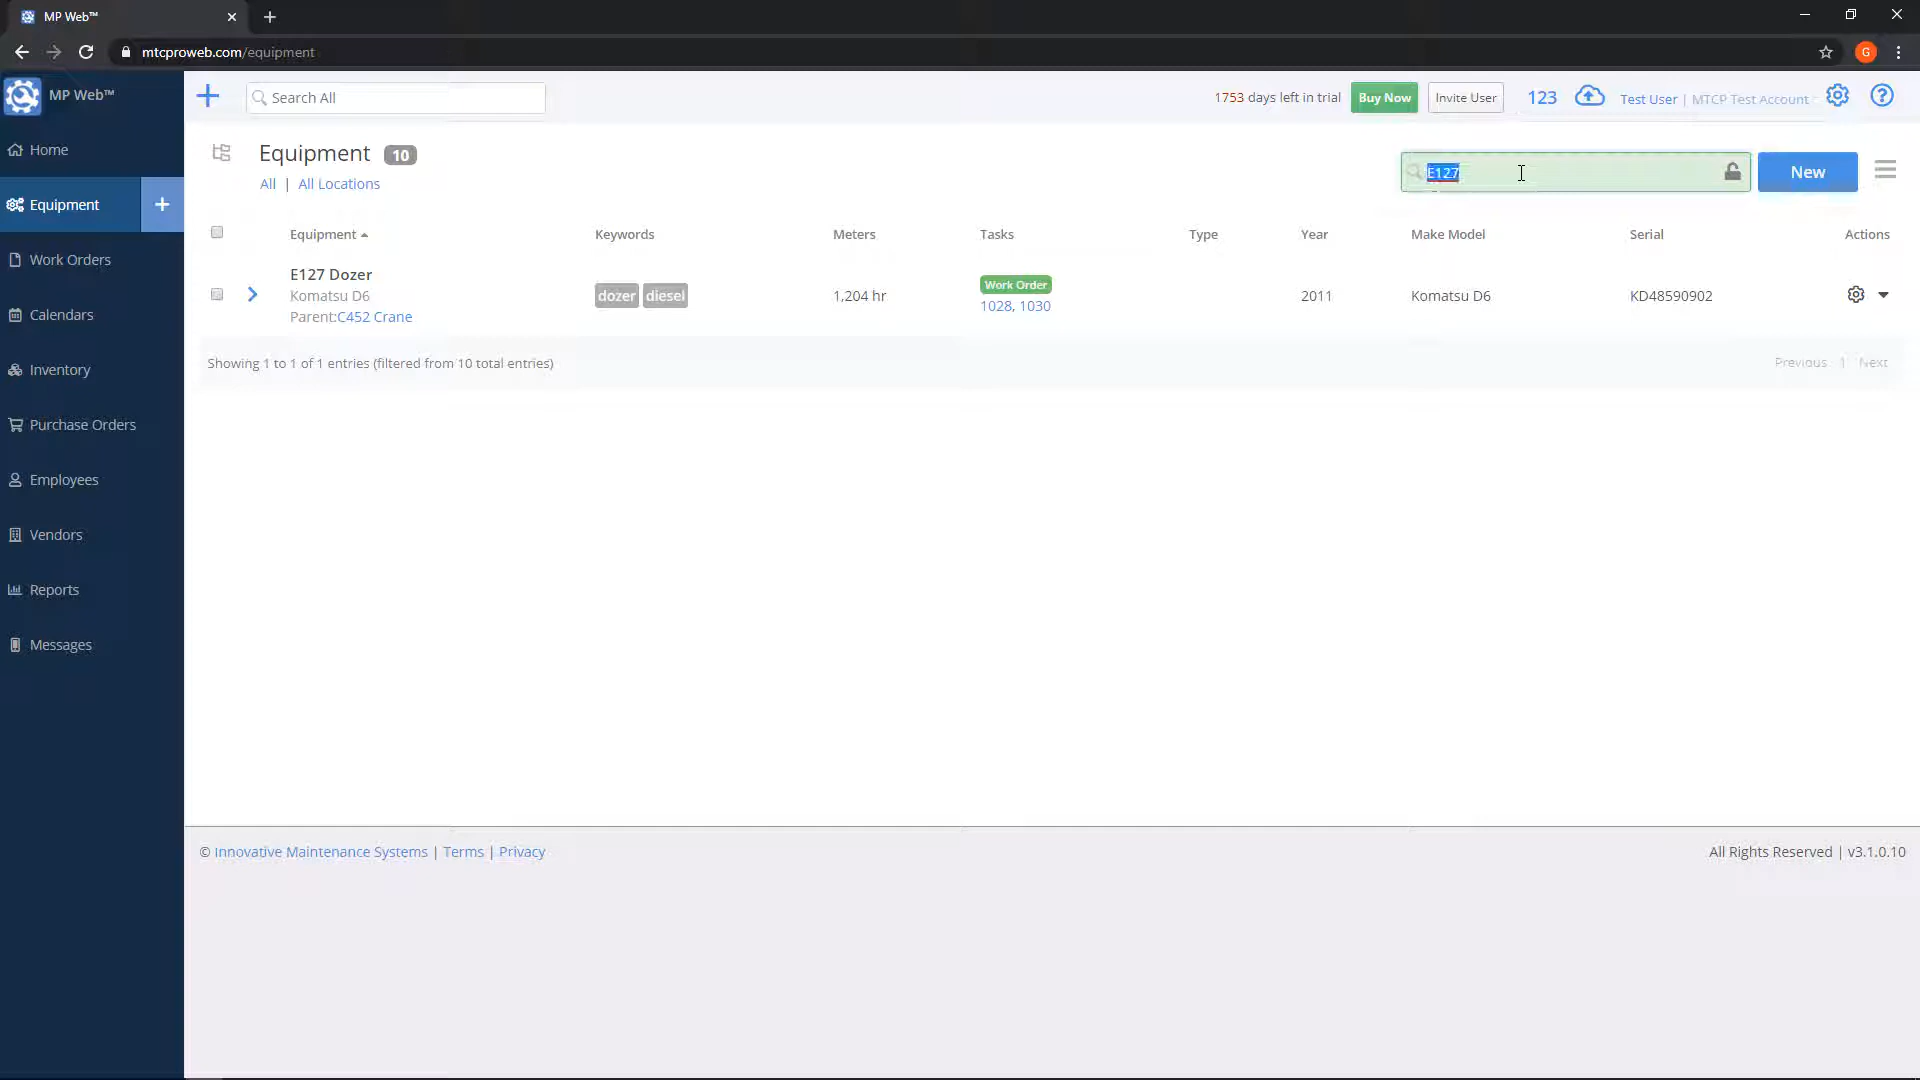 MP Web™
mtcproweb.com/equipment
G
MP Web™
Search All
1753 days left in trial
Buy Now
Invite User
123
Test User | MTCP Test Account
Home
Equipment
Work Orders
Calendars
Inventory
Purchase Orders
Employees
Vendors
Reports
Messages
Equipment 10
All | All Locations
E127
New
Equipment Keywords Meters Tasks Type Year Make Model Serial Actions
E127 Dozer
Komatsu D6
Parent:C452 Crane
dozer diesel
1,204 hr
Work Order
1028, 1030
2011
Komatsu D6
KD48590902
Showing 1 to 1 of 1 entries (filtered from 10 total entries)
Previous 1 Next
© Innovative Maintenance Systems | Terms | Privacy
All Rights Reserved | v3.1.0.10